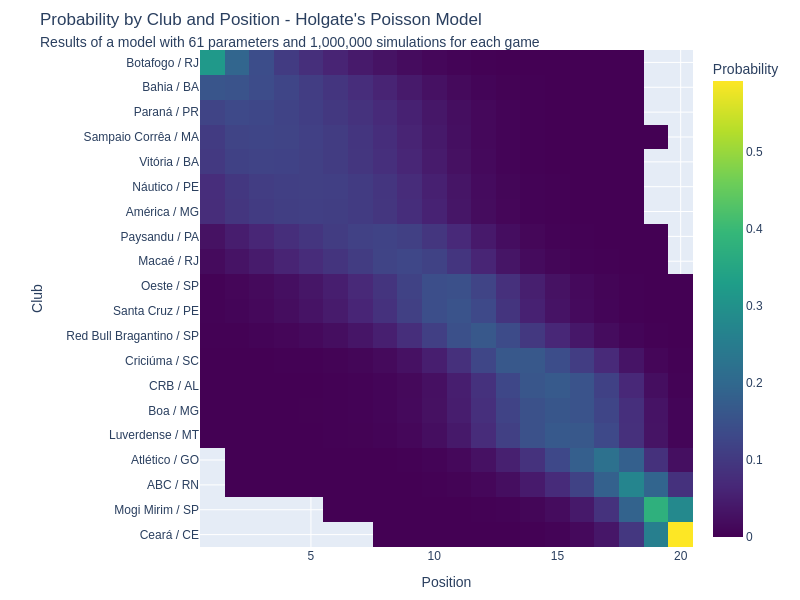 Probability by Club and Position - Holgate's Poisson Model
Results of a model with 61 parameters and 1,000,000 simulations for each game
Probability
Botafogo / RJ
Bahia / BA
Paraná / PR
Sampaio Corrêa / MA
Vitória / BA
Náutico / PE
América / MG
Paysandu / PA
Macaé / RJ
Oeste / SP
Santa Cruz / PE
Red Bull Bragantino / SP
Criciúma / SC
CRB / AL
Boa / MG
Luverdense / MT
Atlético / GO
ABC / RN
Mogi Mirim / SP
Ceará / CE
Club
5
10
15
20
Position
0.5
0.4
0.3
0.2
0.1
0